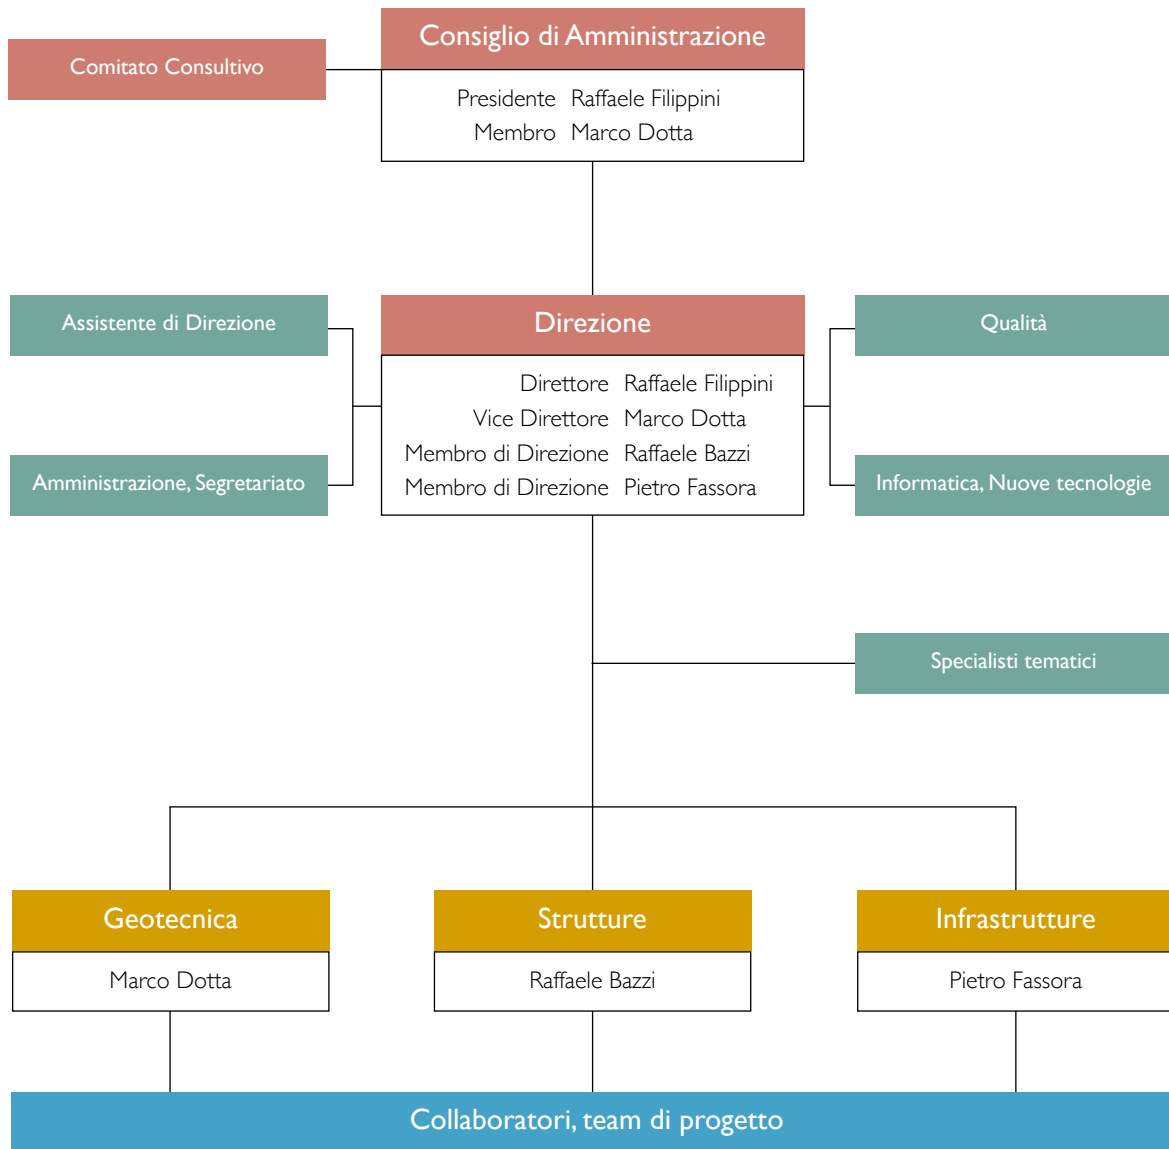 Consiglio di Amministrazione
Comitato Consultivo
Presidente Raffaele Filippini
Membro Marco Dotta
Assistente di Direzione
Direzione
Qualità
Direttore Raffaele Filippini
Vice Direttore Marco Dotta
Membro di Direzione Raffaele Bazzi
Membro di Direzione Pietro Fassora
Amministrazione, Segretariato
Informatica, Nuove tecnologie
Specialisti tematici
Geotecnica
Marco Dotta
Strutture
Raffaele Bazzi
Infrastrutture
Pietro Fassora
Collaboratori, team di progetto